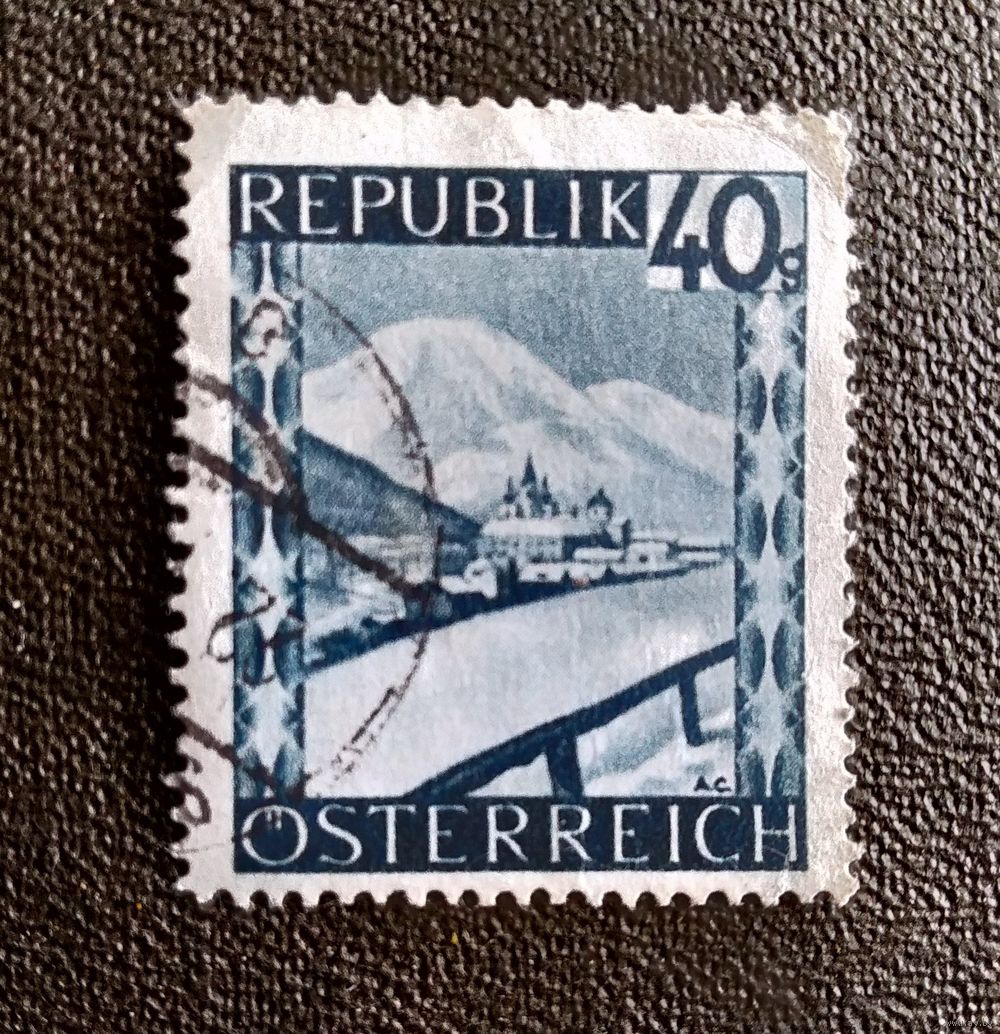 REPUBLIK 40g
A.C.
ÖSTERREICH